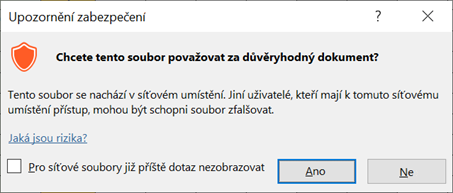 Upozornění zabezpečení
Chcete tento soubor považovat za důvěryhodný dokument?
Tento soubor se nachází v síťovém umístění. Jiní uživatelé, kteří mají k tomuto síťovému
umístění přístup, mohou být schopni soubor zfalšovat.
Jaká jsou rizika?
Pro síťové soubory již příště dotaz nezobrazovat
Ano
Ne